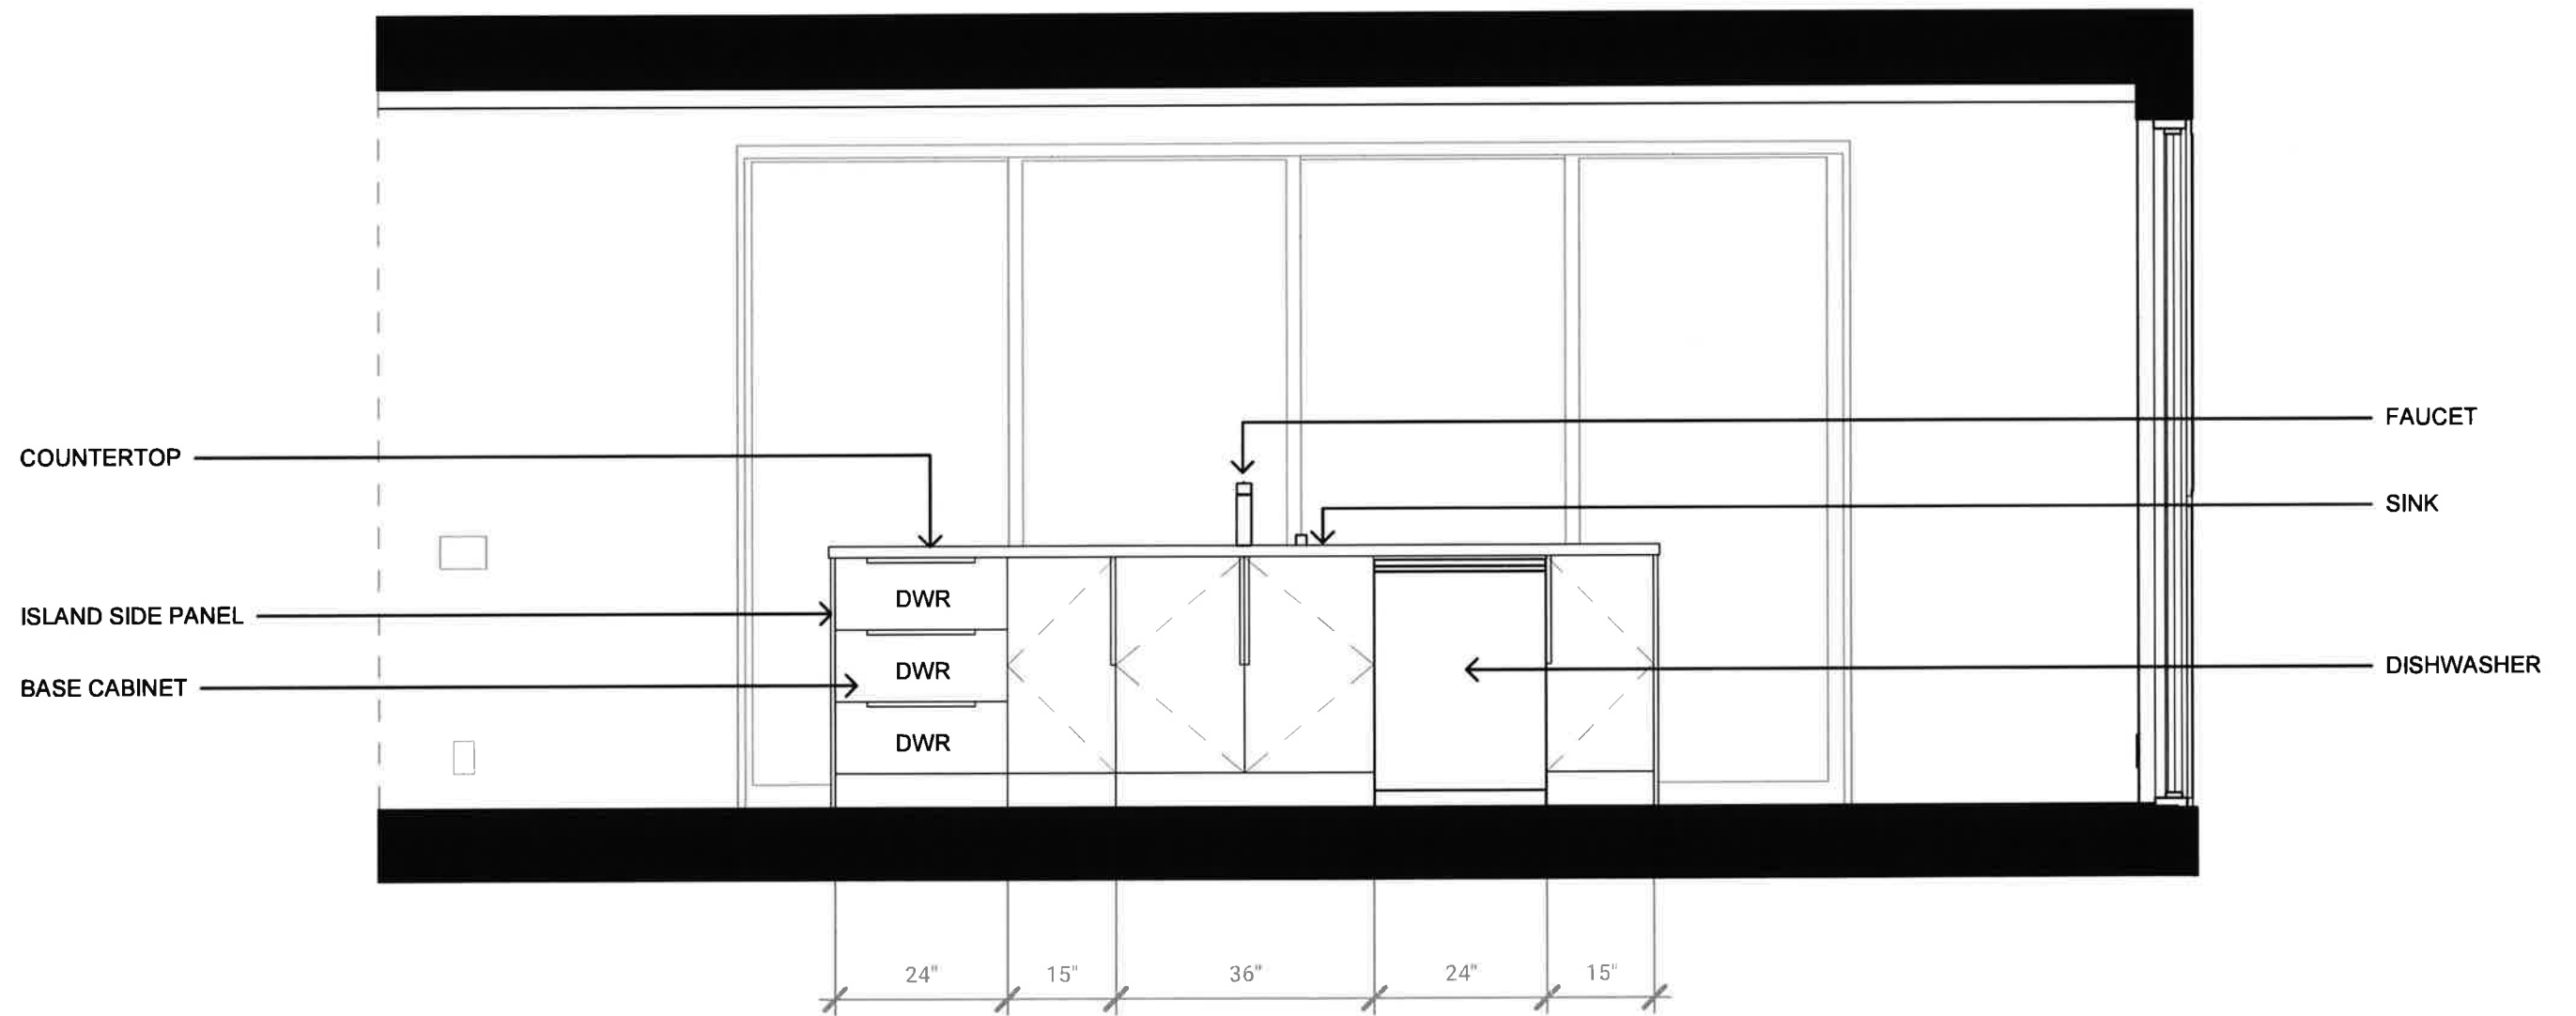 FAUCET
COUNTERTOP
SINK
DWR
ISLAND SIDE PANEL
DWR
DISHWASHER
BASE CABINET
DWR
24" 15" 36" 24" 15"